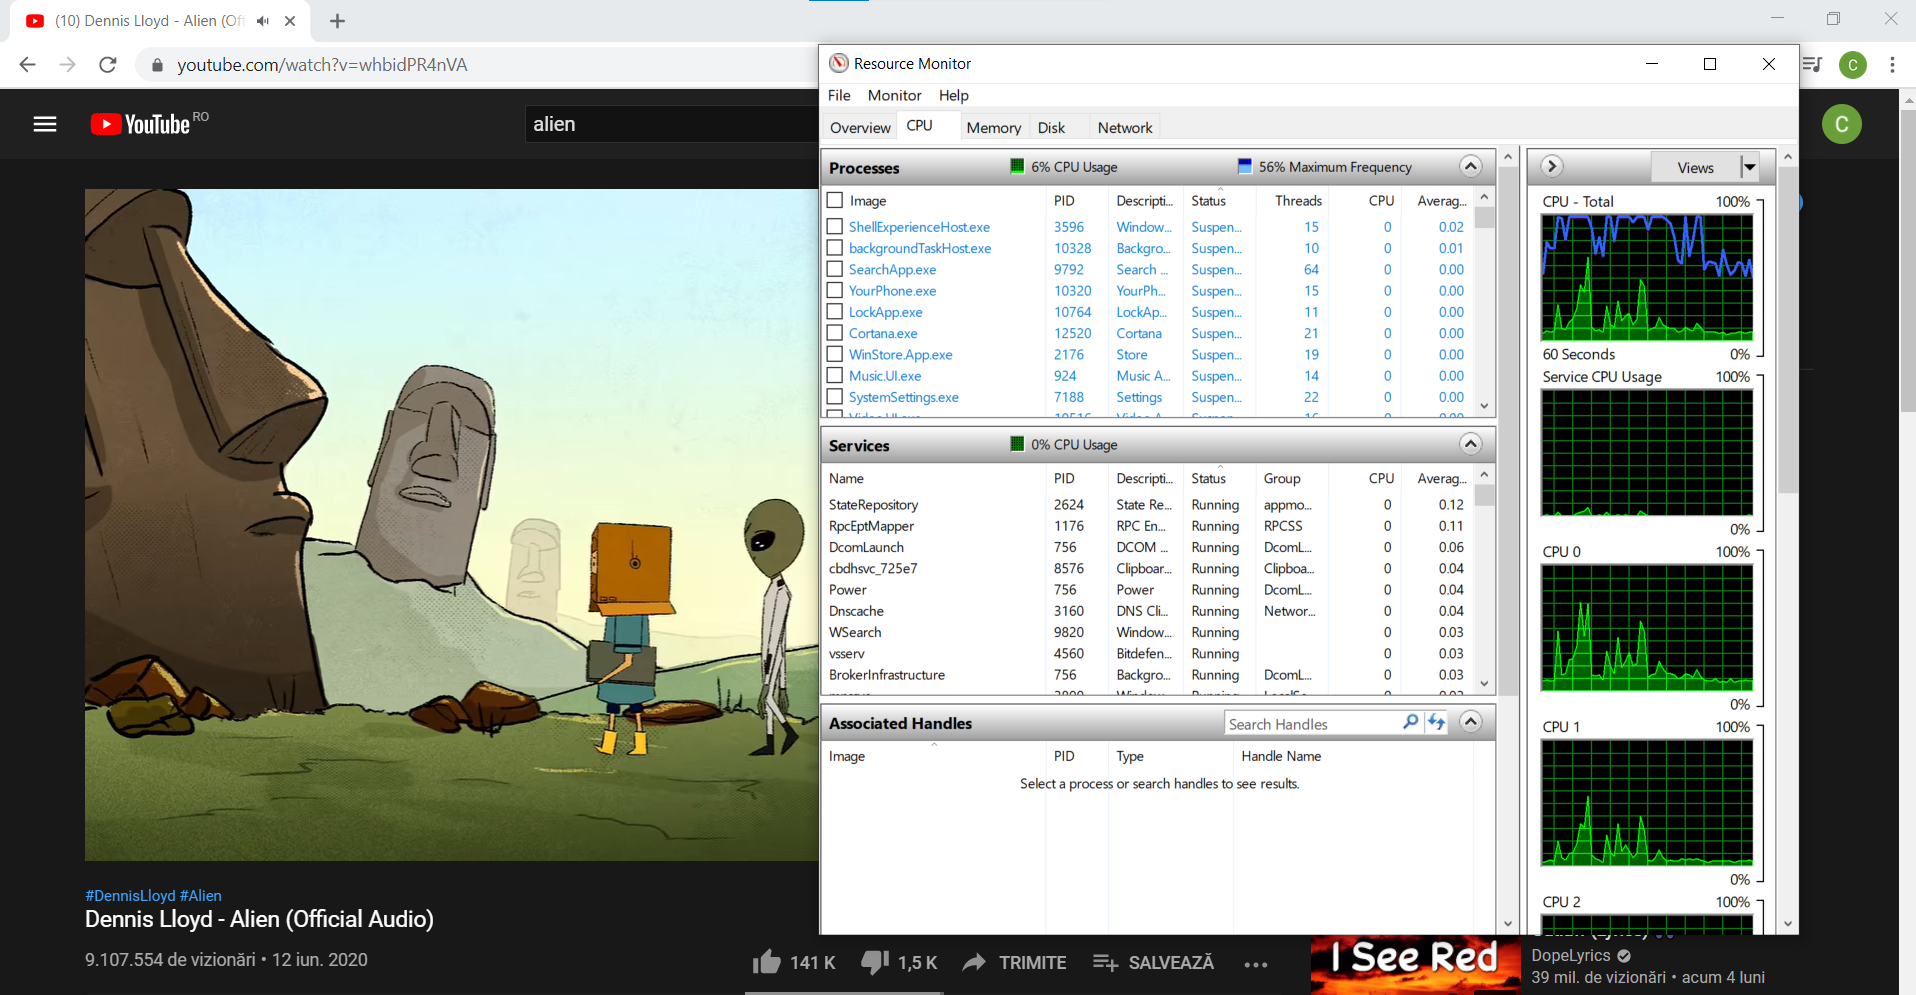 (10) Dennis Lloyd - Alien (Off
youtube.com/watch?v=whbidPR4nVA
C
YouTube RO
alien
C
Resource Monitor
File Monitor Help
Overview CPU Memory Disk Network
Processes 6% CPU Usage 56% Maximum Frequency
Image PID Descripti... Status Threads CPU Averag...
ShellExperienceHost.exe 3596 Window... Suspen... 15 0 0.02
backgroundTaskHost.exe 10328 Backgro... Suspen... 10 0 0.01
SearchApp.exe 9792 Search ... Suspen... 64 0 0.00
YourPhone.exe 10320 YourPh... Suspen... 15 0 0.00
LockApp.exe 10764 LockAp... Suspen... 11 0 0.00
Cortana.exe 12520 Cortana Suspen... 21 0 0.00
WinStore.App.exe 2176 Store Suspen... 19 0 0.00
Music.UI.exe 924 Music A... Suspen... 14 0 0.00
SystemSettings.exe 7188 Settings Suspen... 22 0 0.00
Services 0% CPU Usage
Name PID Descripti... Status Group CPU Averag...
StateRepository 2624 State Re... Running appmo... 0 0.12
RpcEptMapper 1176 RPC En... Running RPCSS 0 0.11
DcomLaunch 756 DCOM ... Running DcomL... 0 0.06
cbdhsvc_725e7 8576 Clipboar... Running Clipboa... 0 0.04
Power 756 Power Running DcomL... 0 0.04
Dnscache 3160 DNS Cli... Running Networ... 0 0.04
WSearch 9820 Window... Running 0 0.03
vsserv 4560 Bitdefen... Running 0 0.03
BrokerInfrastructure 756 Backgro... Running DcomL... 0 0.03
Associated Handles Search Handles
Image PID Type Handle Name
Select a process or search handles to see results.
Views
CPU - Total 100%
60 Seconds 0%
Service CPU Usage 100%
0%
CPU 0 100%
0%
CPU 1 100%
0%
CPU 2 100%
#DennisLloyd #Alien
Dennis Lloyd - Alien (Official Audio)
9.107.554 de vizionări • 12 iun. 2020
141 K 1,5 K TRIMITE SALVEAZĂ
I See Red
DopeLyrics
39 mil. de vizionări • acum 4 luni